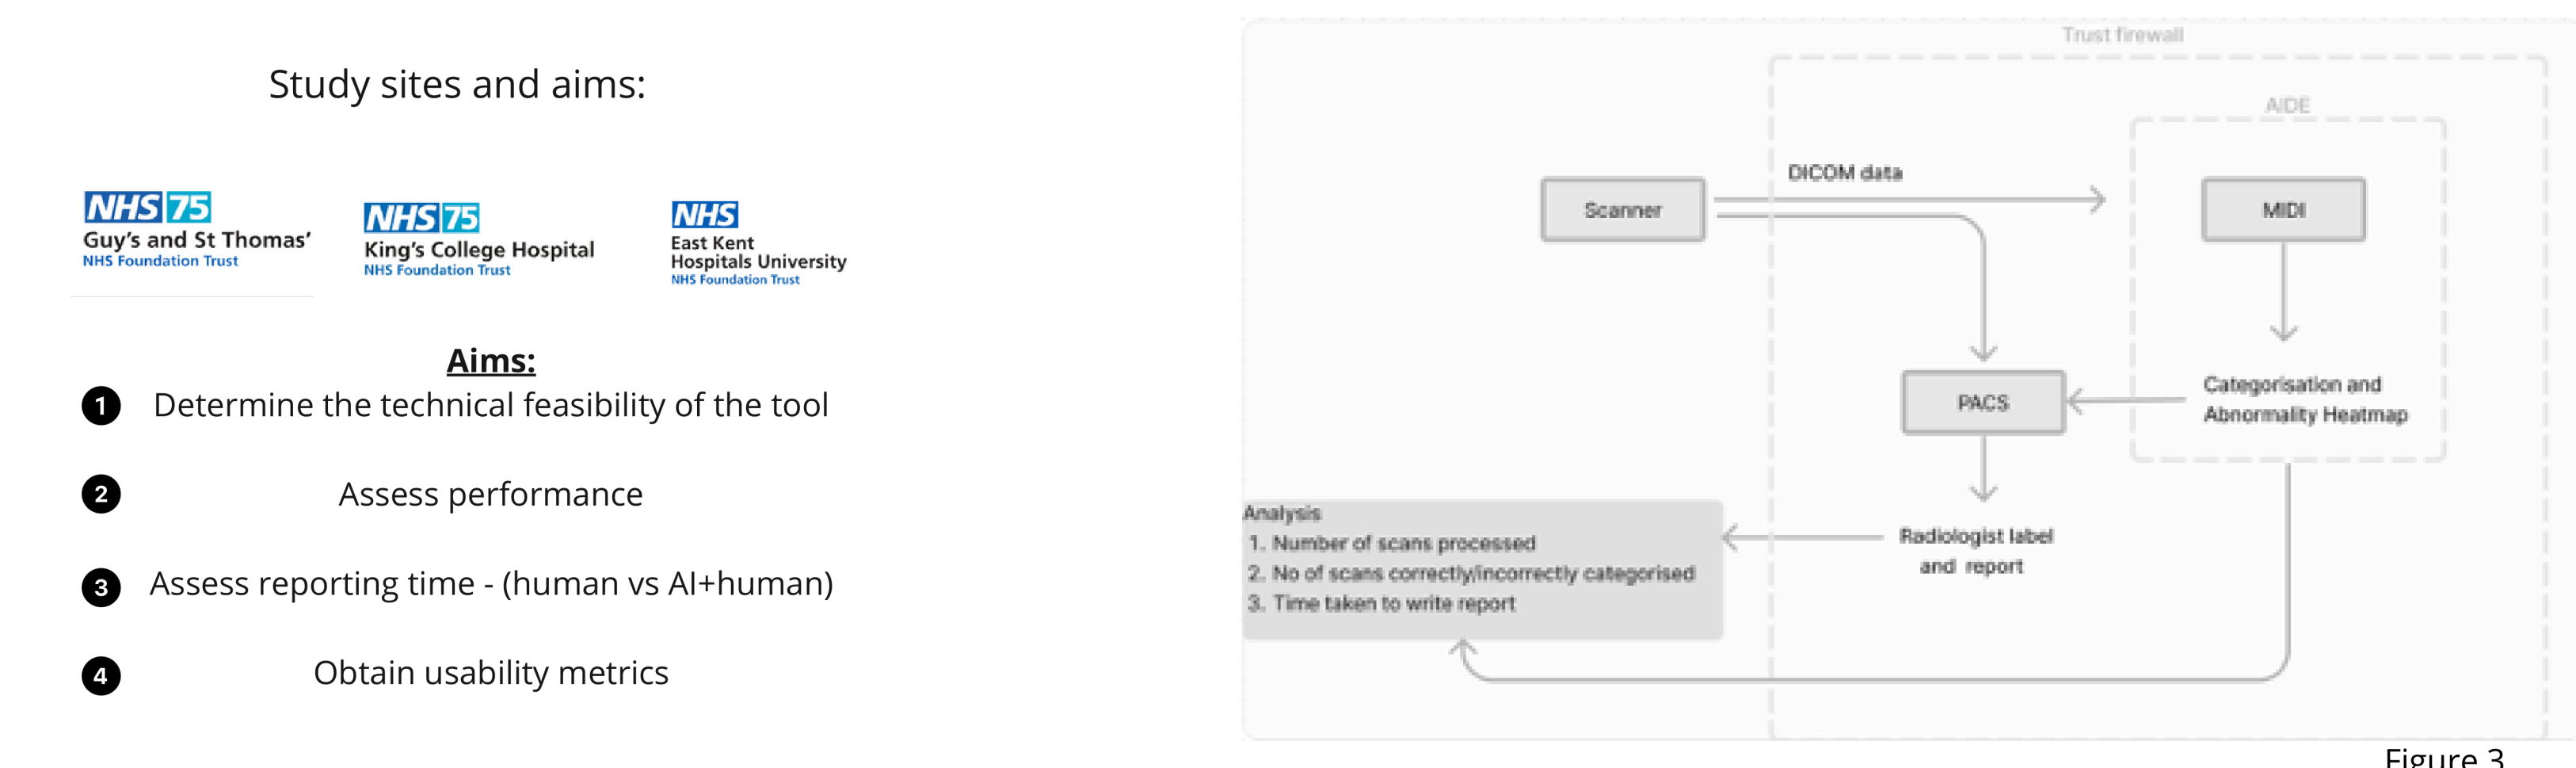 Study sites and aims:
NHS 75
Guy's and St Thomas'
NHS Foundation Trust
NHS 75
King's College Hospital
NHS Foundation Trust
NHS
East Kent
Hospitals University
NHS Foundation Trust
Aims:
1 Determine the technical feasibility of the tool
2 Assess performance
3 Assess reporting time - (human vs AI+human)
4 Obtain usability metrics
Trust firewall
AIDE
DICOM data
Scanner
MIDI
Categorisation and
Abnormality Heatmap
PACS
Radiologist label
and report
Analysis
1. Number of scans processed
2. No of scans correctly/incorrectly categorised
3. Time taken to write report
Figure 3